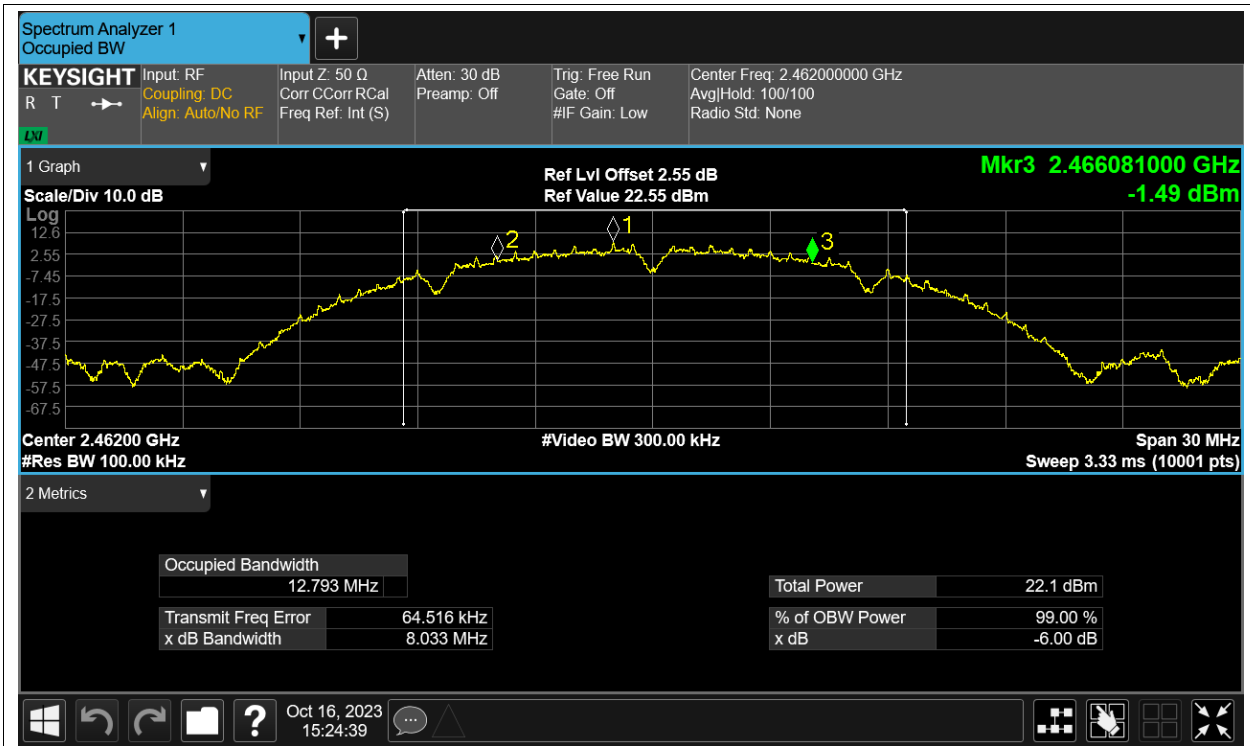 Spectrum Analyzer 1
Occupied BW
KEYSIGHT
R T
LXI
Input: RF
Coupling: DC
Align: Auto/No RF
Input Z: 50 Ω
Corr CCorr RCal
Freq Ref: Int (S)
Atten: 30 dB
Preamp: Off
Trig: Free Run
Gate: Off
#IF Gain: Low
Center Freq: 2.462000000 GHz
Avg|Hold: 100/100
Radio Std: None
1 Graph
Scale/Div 10.0 dB
Ref Lvl Offset 2.55 dB
Ref Value 22.55 dBm
Mkr3 2.466081000 GHz
-1.49 dBm
Log
12.6
2.55
-7.45
-17.5
-27.5
-37.5
-47.5
-57.5
-67.5
2
1
3
Center 2.46200 GHz
#Video BW 300.00 kHz
Span 30 MHz
#Res BW 100.00 kHz
Sweep 3.33 ms (10001 pts)
2 Metrics
Occupied Bandwidth
12.793 MHz
Transmit Freq Error 64.516 kHz
x dB Bandwidth 8.033 MHz
Total Power 22.1 dBm
% of OBW Power 99.00 %
x dB -6.00 dB
?
Oct 16, 2023
15:24:39